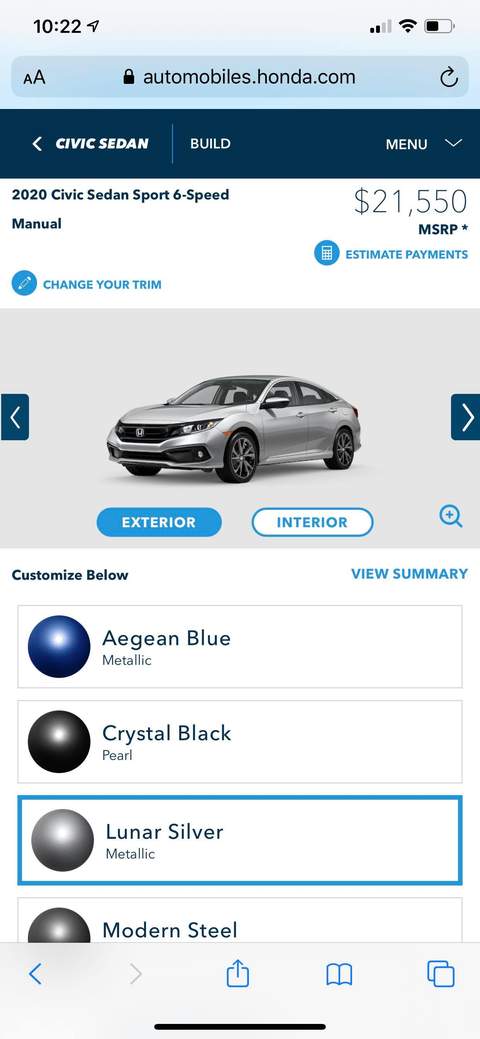 10:22
AA automobiles.honda.com
CIVIC SEDAN BUILD MENU
2020 Civic Sedan Sport 6-Speed
Manual
$21,550
MSRP *
ESTIMATE PAYMENTS
CHANGE YOUR TRIM
EXTERIOR INTERIOR
Customize Below VIEW SUMMARY
Aegean Blue
Metallic
Crystal Black
Pearl
Lunar Silver
Metallic
Modern Steel